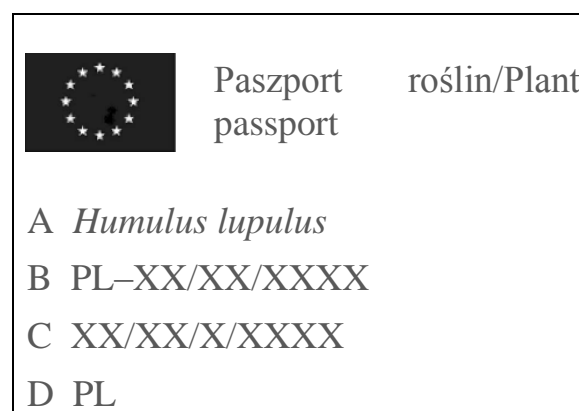 Paszport roślin/Plant
passport
A Humulus lupulus
B PL–XX/XX/XXXX
C XX/XX/X/XXXX
D PL